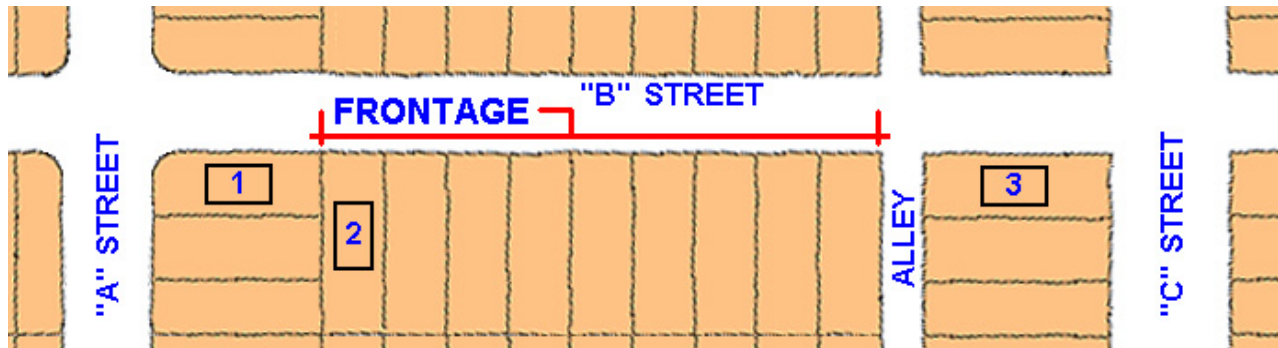 "B" STREET
FRONTAGE
"A" STREET
1
2
ALLEY
3
"C" STREET